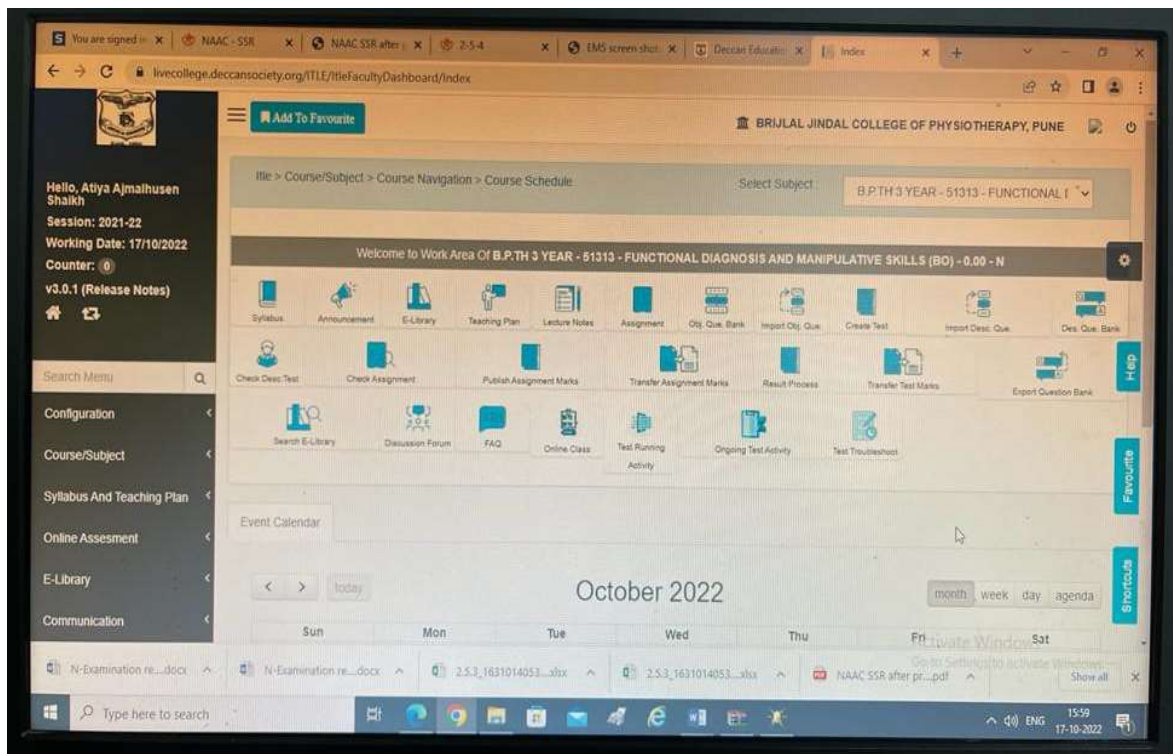 You are signed in
NAAC - SSR
NAAC SSR after
2-5-4
EMS screen shot
Deccan Education
Index
livecollege.deccansociety.org/ITLE/ItleFacultyDashboard/Index
Add To Favourite
BRIJLAL JINDAL COLLEGE OF PHYSIOTHERAPY, PUNE
Hello, Atiya Ajmalhusen
Shaikh
Session: 2021-22
Working Date: 17/10/2022
Counter: 0
v3.0.1 (Release Notes)
Search Menu
Configuration
Course/Subject
Syllabus And Teaching Plan
Online Assesment
E-Library
Communication
Itle > Course/Subject > Course Navigation > Course Schedule
Select Subject :
B.P.TH 3 YEAR - 51313 - FUNCTIONAL
Welcome to Work Area Of B.P.TH 3 YEAR - 51313 - FUNCTIONAL DIAGNOSIS AND MANIPULATIVE SKILLS (BO) - 0.00 - N
Syllabus Announcement E-Library Teaching Plan Lecture Notes Assignment Obj. Que. Bank Import Obj. Que. Create Test Import Desc. Que. Des. Que. Bank
Check Desc.Test Check Assignment Publish Assignment Marks Transfer Assignment Marks Result Process Transfer Test Marks Export Question Bank
Search E-Library Discussion Forum FAQ Online Class Test Running Ongoing Test Activity Test Troubleshoot
Activity
Help
Favourite
Shortcuts
Event Calendar
today
October 2022
month week day agenda
Sun Mon Tue Wed Thu Fri Sat
Activate Windows
Go to Settings to activate Windows.
N-Examination re....docx
N-Examination re....docx
2.5.3_1631014053....xlsx
2.5.3_1631014053....xlsx
NAAC SSR after pr....pdf
Show all
Type here to search
ENG
15:59
17-10-2022